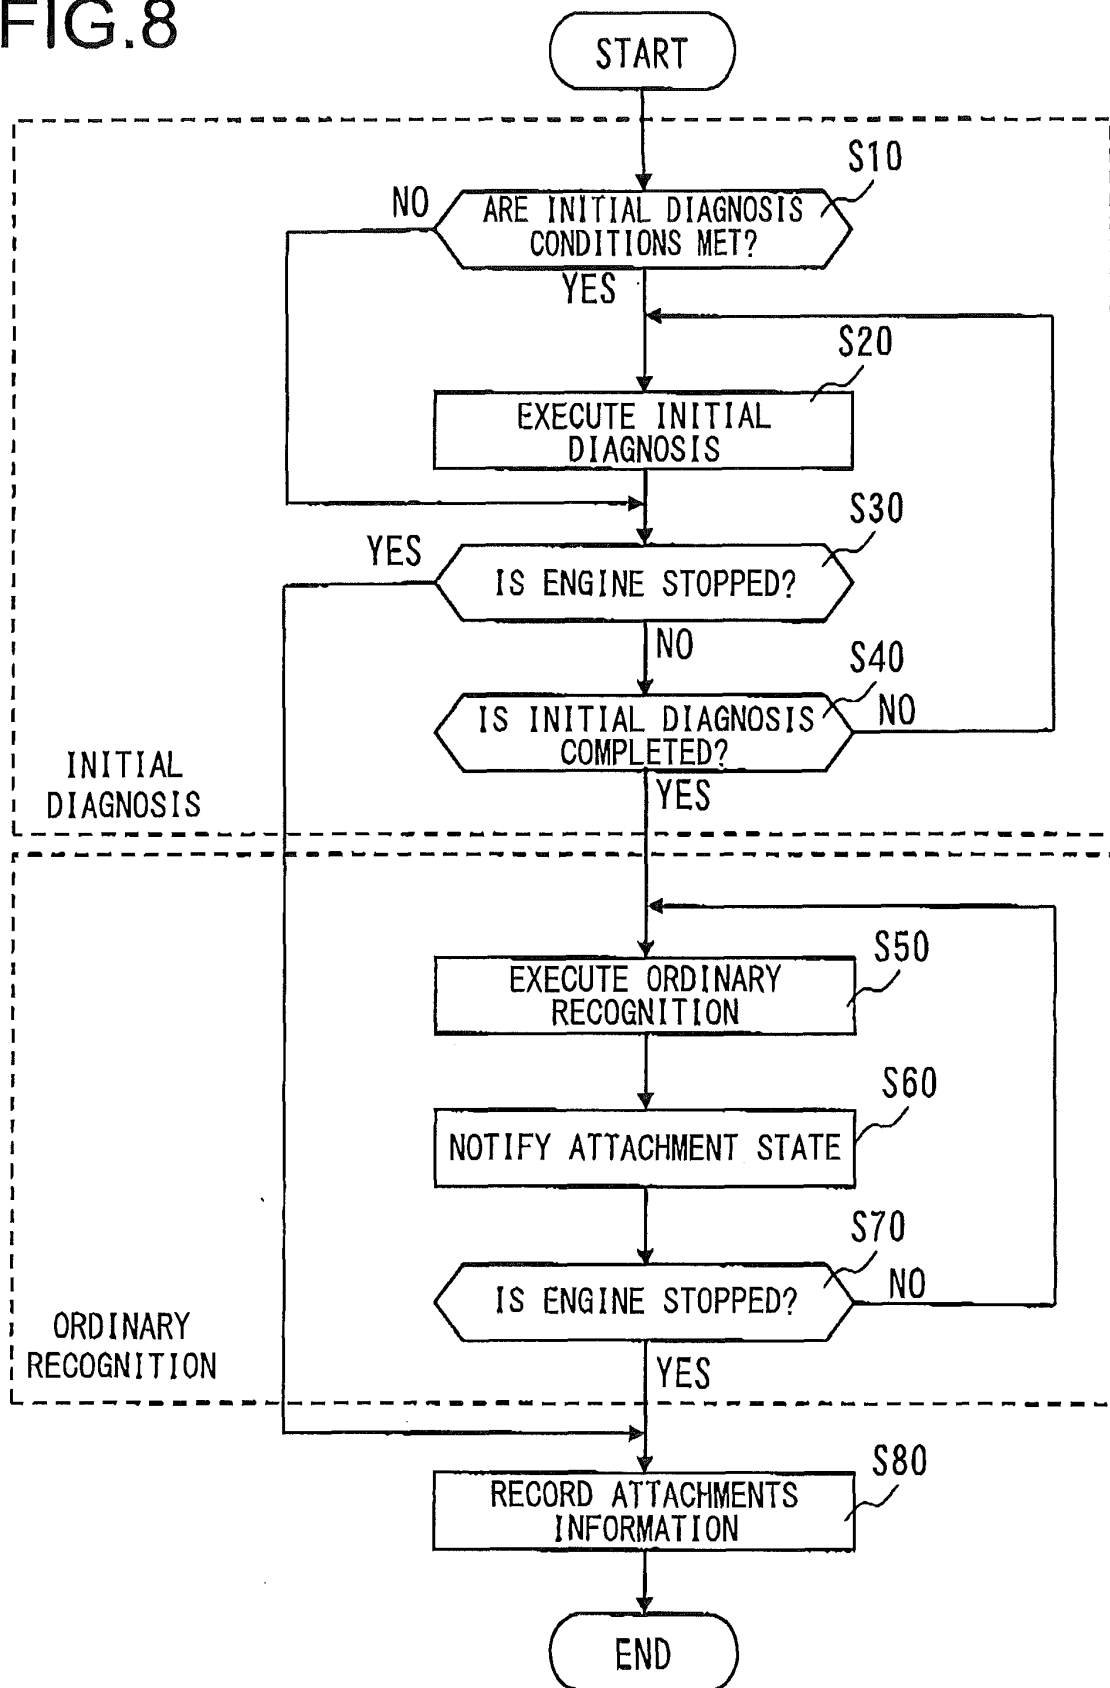 FIG.8
START
S10
NO
ARE INITIAL DIAGNOSIS
CONDITIONS MET?
YES
S20
EXECUTE INITIAL
DIAGNOSIS
S30
YES
IS ENGINE STOPPED?
NO
S40
IS INITIAL DIAGNOSIS
COMPLETED?
NO
INITIAL
DIAGNOSIS
YES
S50
EXECUTE ORDINARY
RECOGNITION
S60
NOTIFY ATTACHMENT STATE
S70
IS ENGINE STOPPED?
NO
ORDINARY
RECOGNITION
YES
S80
RECORD ATTACHMENTS
INFORMATION
END